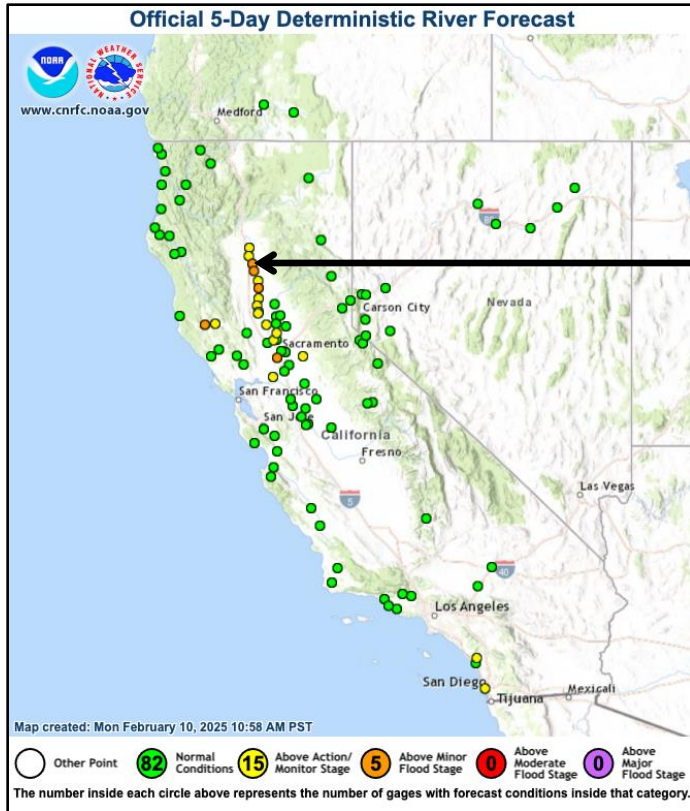 Official 5-Day Deterministic River Forecast
NOAA
NATIONAL WEATHER SERVICE
www.cnrfc.noaa.gov
Medford
80
Carson City
Nevada
Sacramento
San Francisco
San Jose
California
Fresno
Las Vegas
5
40
Los Angeles
San Diego
Tijuana
Mexicali
Map created: Mon February 10, 2025 10:58 AM PST
Other Point
82 Normal Conditions
15 Above Action/ Monitor Stage
5 Above Minor Flood Stage
0 Above Moderate Flood Stage
0 Above Major Flood Stage
The number inside each circle above represents the number of gages with forecast conditions inside that category.